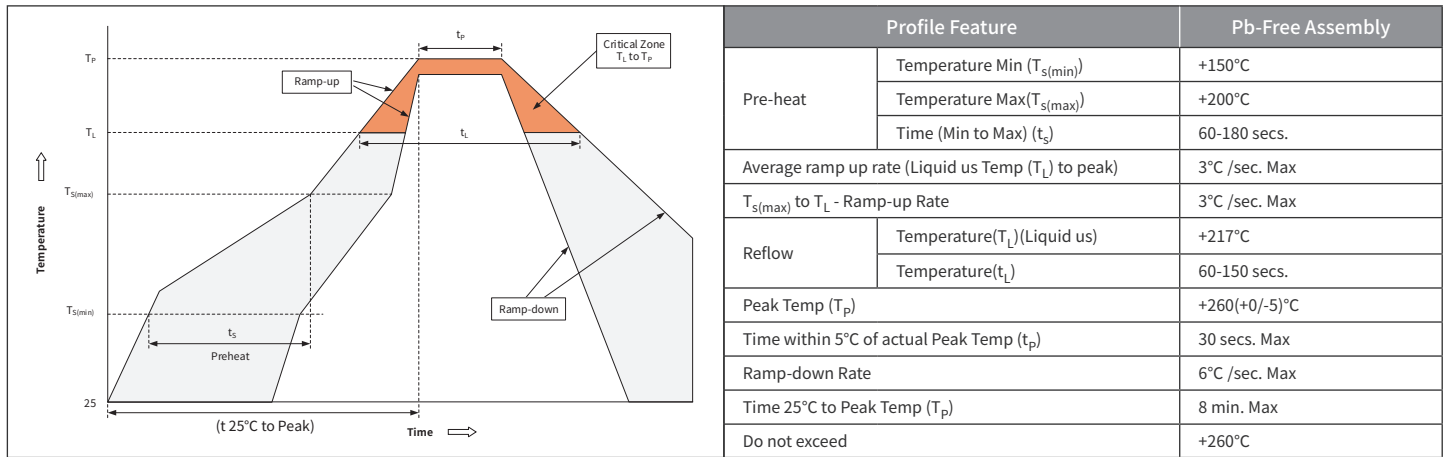 tP
Critical Zone
TL to TP
TP
Ramp-up
TL
tL
TS(max)
Temperature
TS(min)
Ramp-down
tS
Preheat
25
(t 25°C to Peak)
Time
Profile Feature Pb-Free Assembly
Pre-heat
Temperature Min (Ts(min)) +150°C
Temperature Max(Ts(max)) +200°C
Time (Min to Max) (ts) 60-180 secs.
Average ramp up rate (Liquid us Temp (TL) to peak) 3°C /sec. Max
Ts(max) to TL - Ramp-up Rate 3°C /sec. Max
Reflow
Temperature(TL)(Liquid us) +217°C
Temperature(tL) 60-150 secs.
Peak Temp (TP) +260(+0/-5)°C
Time within 5°C of actual Peak Temp (tP) 30 secs. Max
Ramp-down Rate 6°C /sec. Max
Time 25°C to Peak Temp (TP) 8 min. Max
Do not exceed +260°C